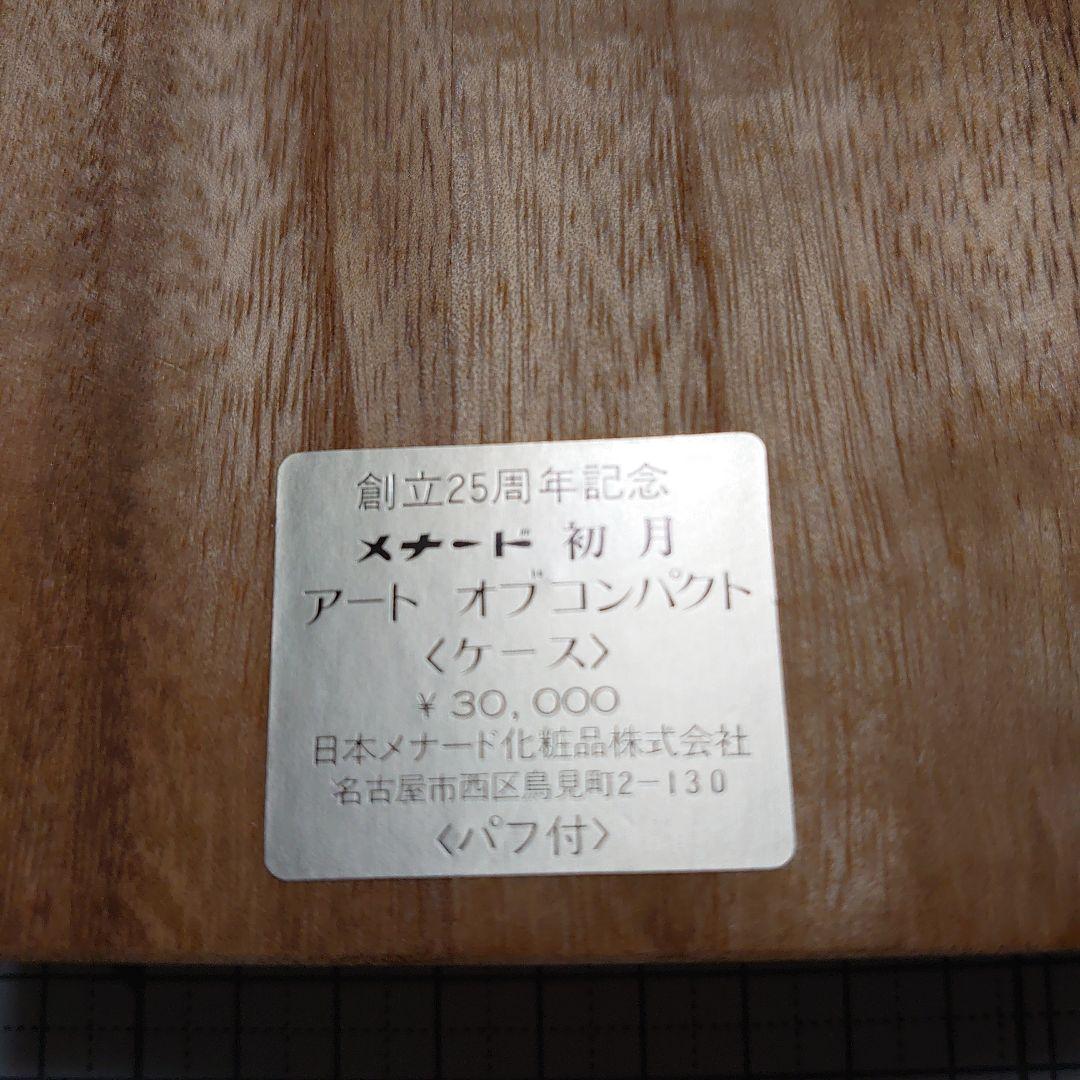 創立25周年記念
メナード 初月
アート オブ コンパクト
〈ケース〉
¥30,000
日本メナード化粧品株式会社
名古屋市西区鳥見町2-130
〈パフ付〉